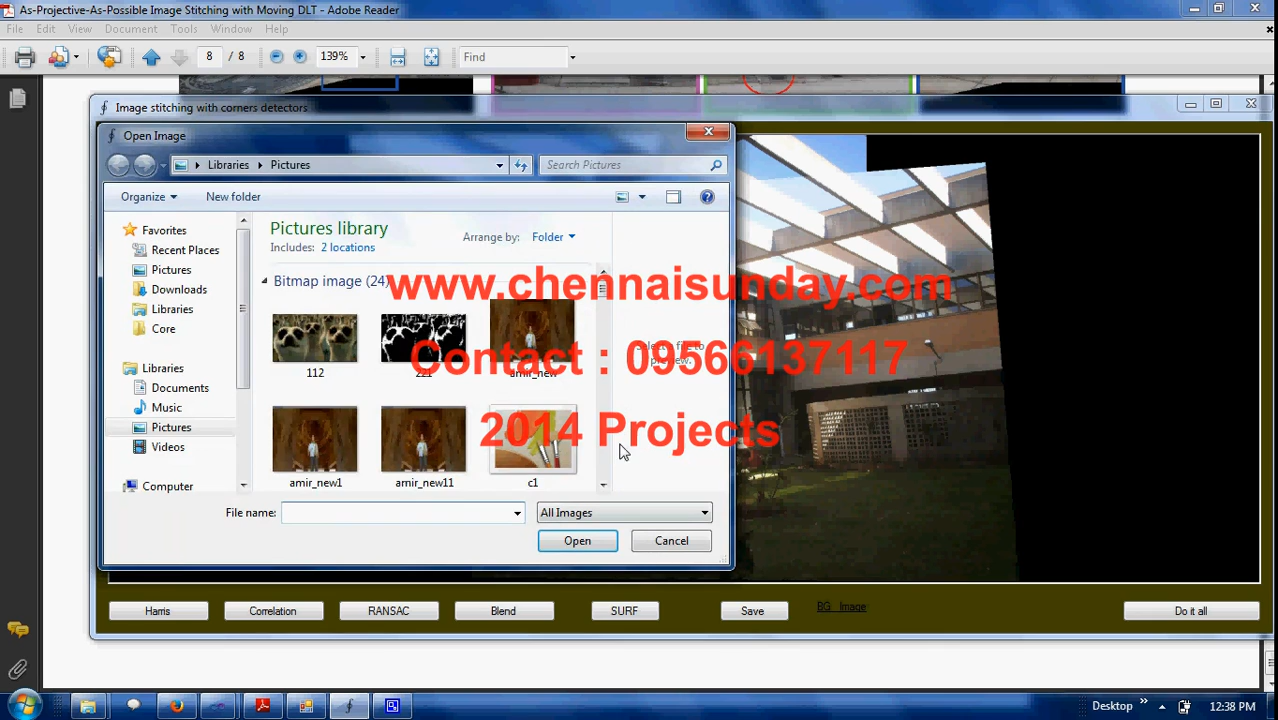 As-Projective-As-Possible Image Stitching with Moving DLT - Adobe Reader
File Edit View Document Tools Window Help
8 / 8 139% Find
Image stitching with corners detectors
Open Image
Libraries Pictures Search Pictures
Organize New folder
Favorites
Recent Places
Pictures
Downloads
Libraries
Core
Libraries
Documents
Music
Pictures
Videos
Computer
Pictures library
Includes: 2 locations
Arrange by: Folder
Bitmap image (24)
www.chennaisunday.com
Contact : 09566137117
2014 Projects
112 221 amir_new
amir_new1 amir_new11 c1
File name: All Images
Open Cancel
Harris Correlation RANSAC Blend SURF Save BG_Image Do it all
Desktop 12:38 PM